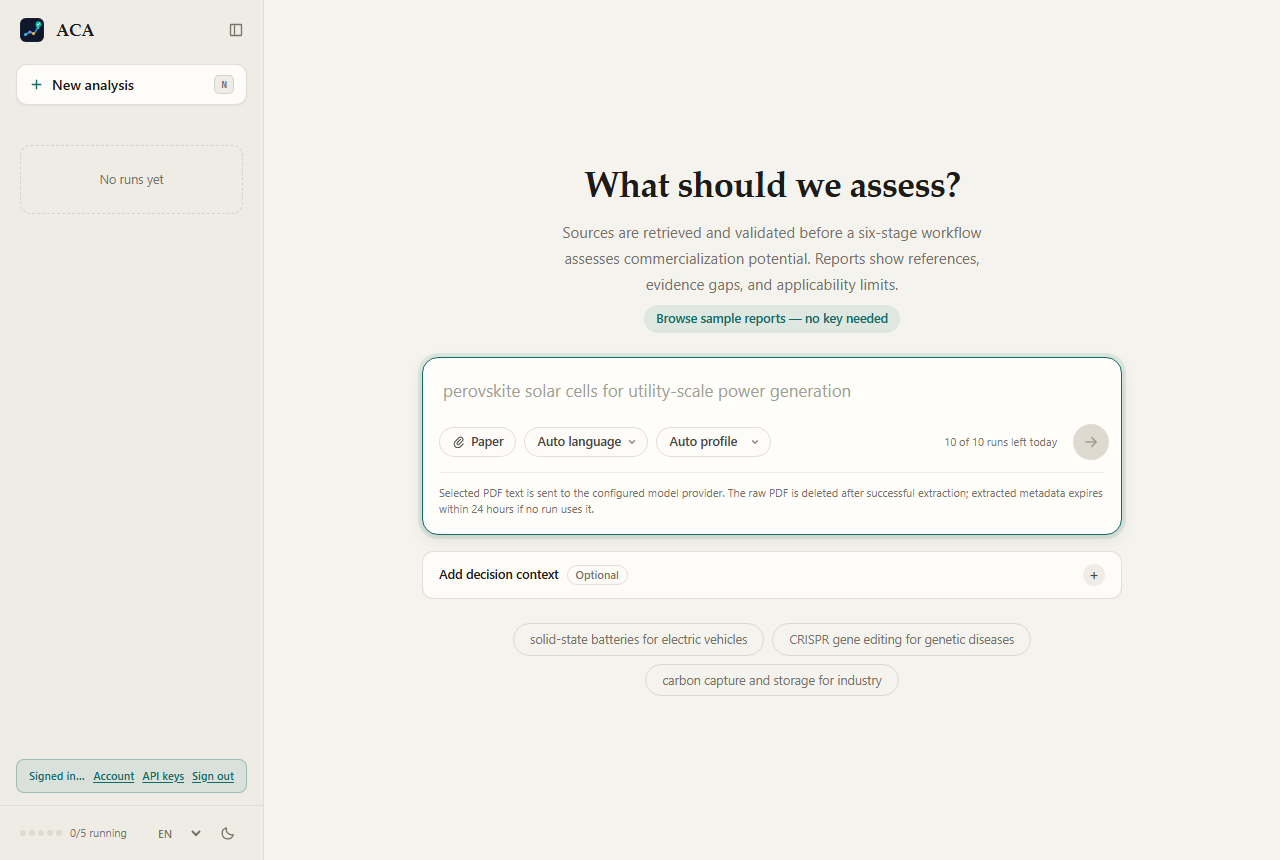 ACA
New analysis
N
No runs yet
Signed in...
Account
API keys
Sign out
0/5 running
EN
What should we assess?
Sources are retrieved and validated before a six-stage workflow
assesses commercialization potential. Reports show references,
evidence gaps, and applicability limits.
Browse sample reports — no key needed
perovskite solar cells for utility-scale power generation
Paper
Auto language
Auto profile
10 of 10 runs left today
Selected PDF text is sent to the configured model provider. The raw PDF is deleted after successful extraction; extracted metadata expires
within 24 hours if no run uses it.
Add decision context
Optional
solid-state batteries for electric vehicles
CRISPR gene editing for genetic diseases
carbon capture and storage for industry